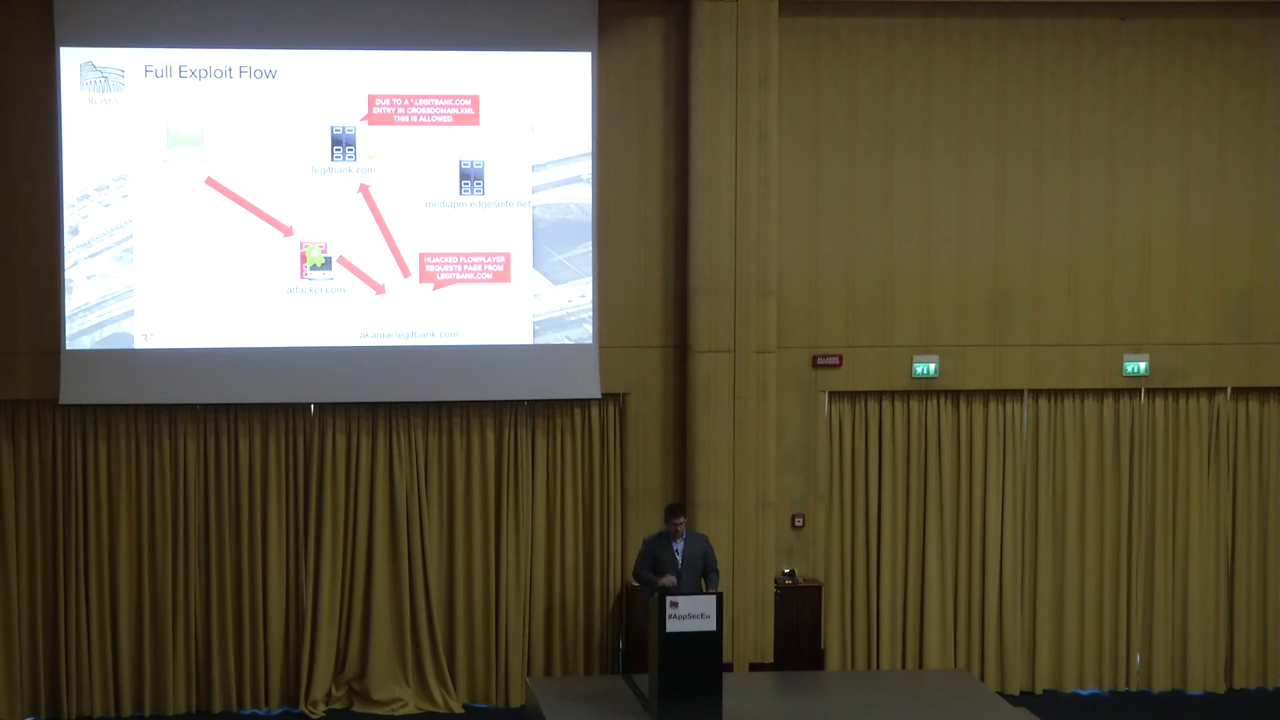 Full Exploit Flow
ROMA
DUE TO A *.LEGITBANK.COM
ENTRY IN CROSSDOMAIN.XML
THIS IS ALLOWED.
legitbank.com
mediapm.edgesuite.net
HIJACKED FLOWPLAYER
REQUESTS PAGE FROM
LEGITBANK.COM
attacker.com
akamai.legitbank.com
#AppSecEu